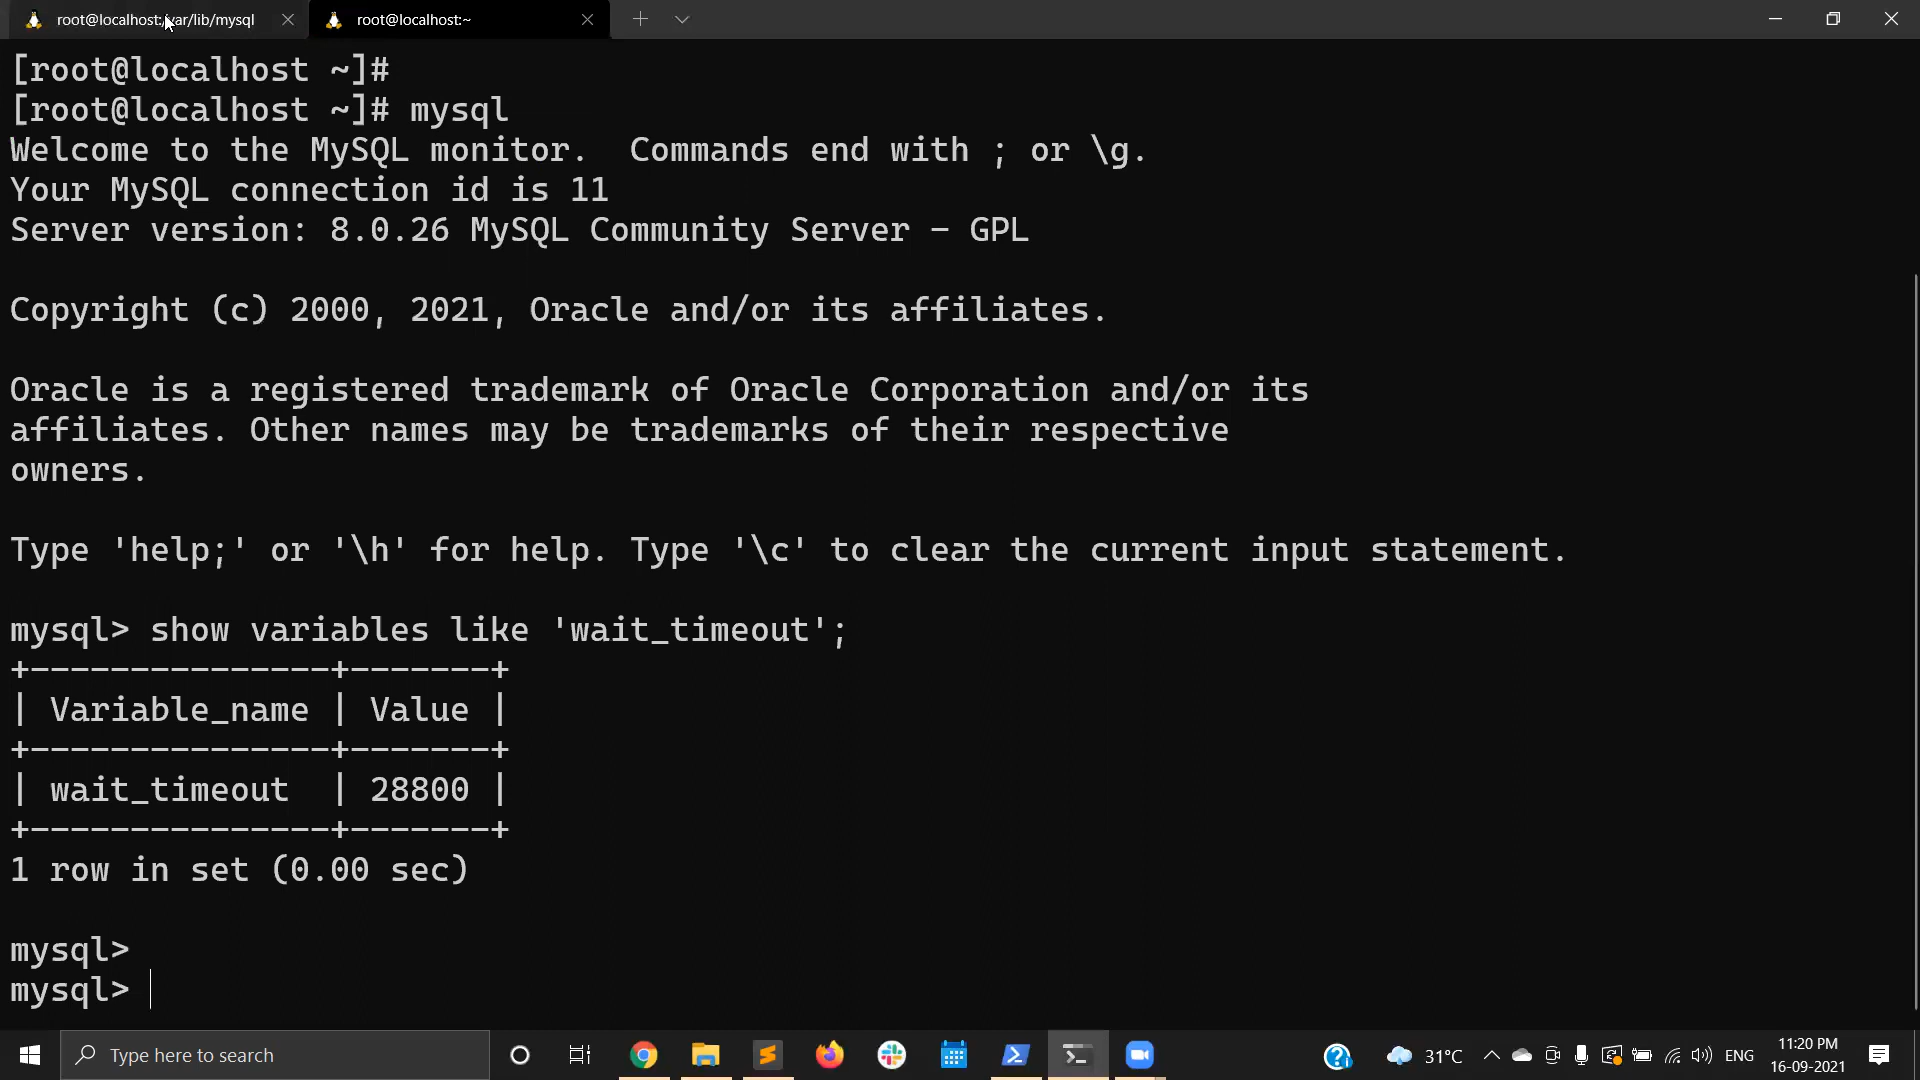 root@localhost:/var/lib/mysql
root@localhost:~
[root@localhost ~]#
[root@localhost ~]# mysql
Welcome to the MySQL monitor.  Commands end with ; or \g.
Your MySQL connection id is 11
Server version: 8.0.26 MySQL Community Server - GPL
Copyright (c) 2000, 2021, Oracle and/or its affiliates.
Oracle is a registered trademark of Oracle Corporation and/or its
affiliates. Other names may be trademarks of their respective
owners.
Type 'help;' or '\h' for help. Type '\c' to clear the current input statement.
mysql> show variables like 'wait_timeout';
+---------------+-------+
| Variable_name | Value |
+---------------+-------+
| wait_timeout  | 28800 |
+---------------+-------+
1 row in set (0.00 sec)
mysql>
mysql>
Type here to search
31°C
ENG
11:20 PM
16-09-2021